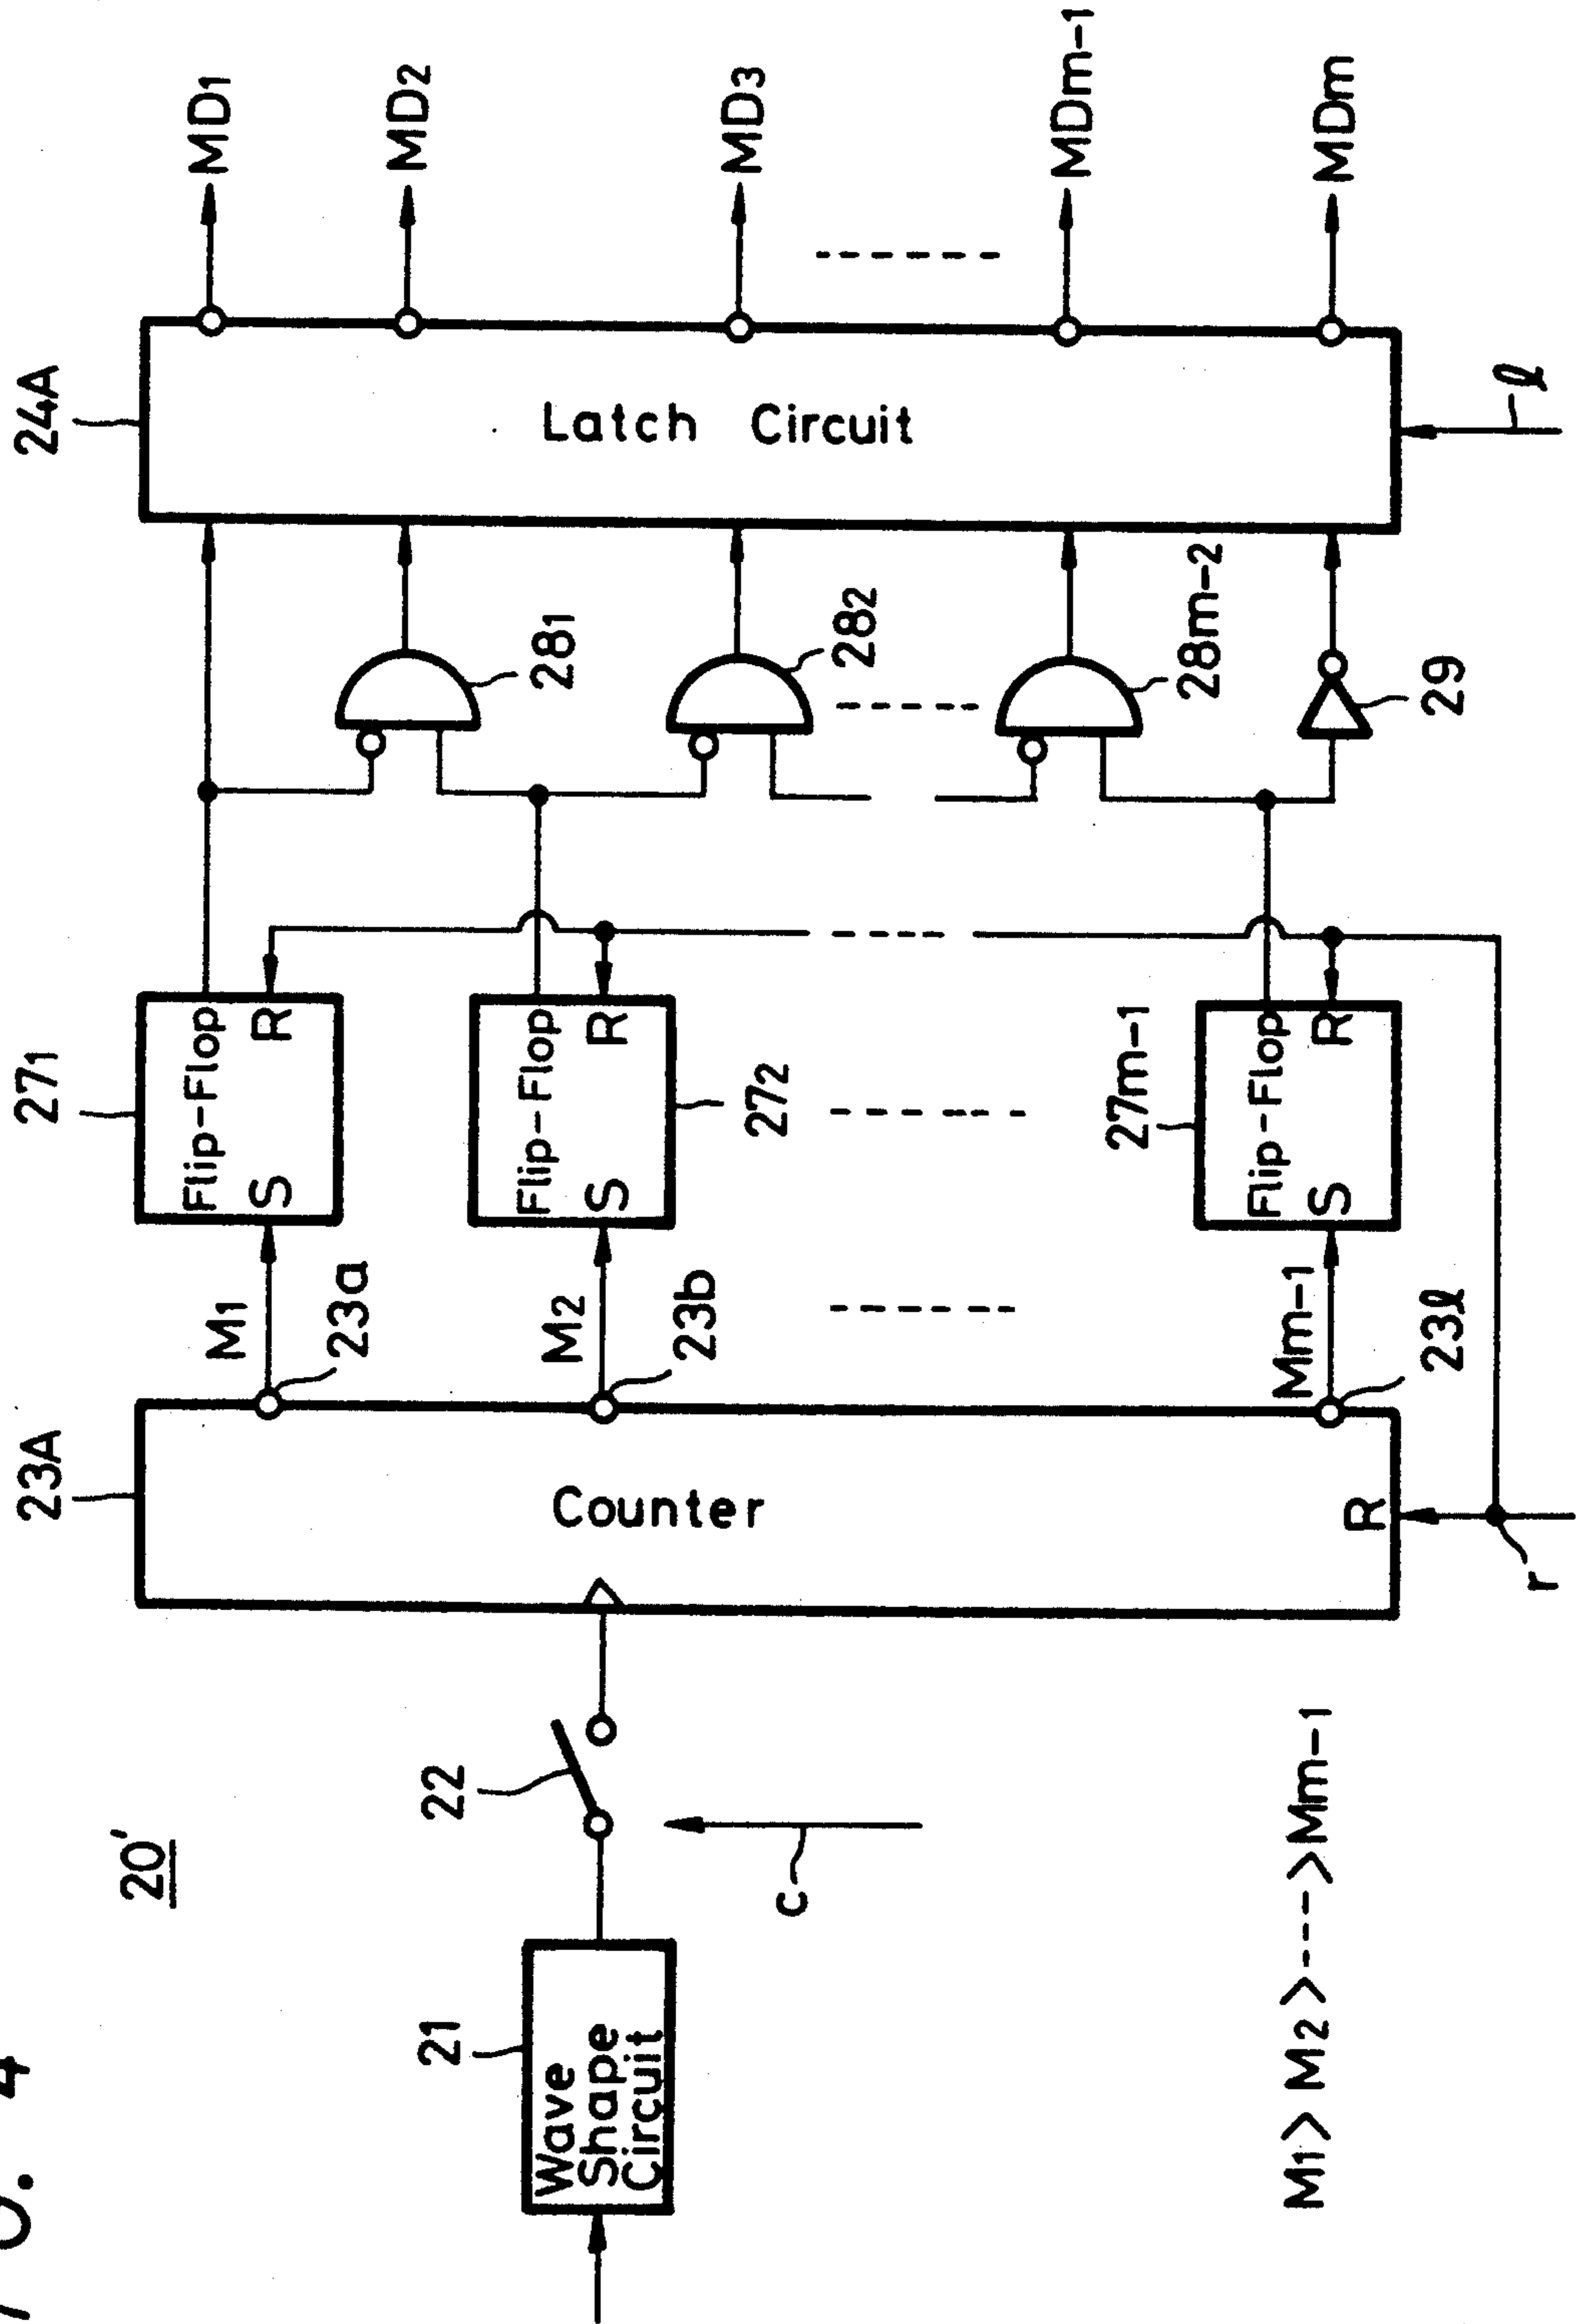 G. 4
20'
21
Wave
Shape
Circuit
22
c
23A
Counter
R
r
M1
23a
M2
23b
Mm-1
23ℓ
271
Flip-Flop
S R
272
Flip-Flop
S R
27m-1
Flip-Flop
S R
281
282
28m-2
29
24A
Latch Circuit
ℓ
MD1
MD2
MD3
MDm-1
MDm
M1>M2>--->Mm-1